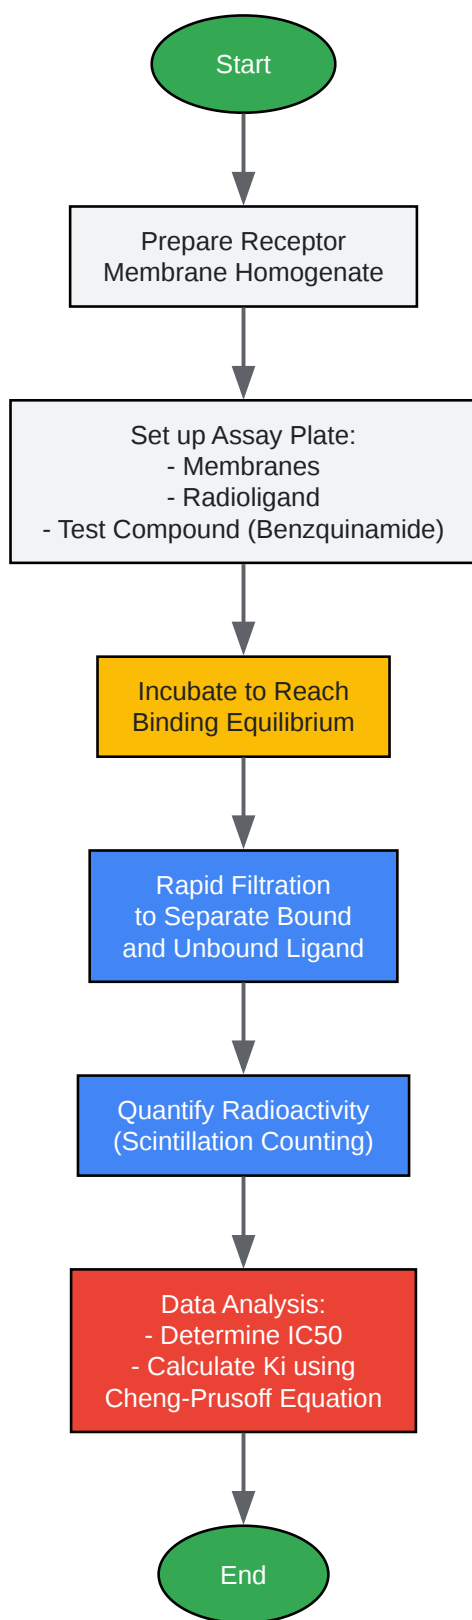 Start
Prepare Receptor
Membrane Homogenate
Set up Assay Plate:
- Membranes
- Radioligand
- Test Compound (Benzquinamide)
Incubate to Reach
Binding Equilibrium
Rapid Filtration
to Separate Bound
and Unbound Ligand
Quantify Radioactivity
(Scintillation Counting)
Data Analysis:
- Determine IC50
- Calculate Ki using
Cheng-Prusoff Equation
End